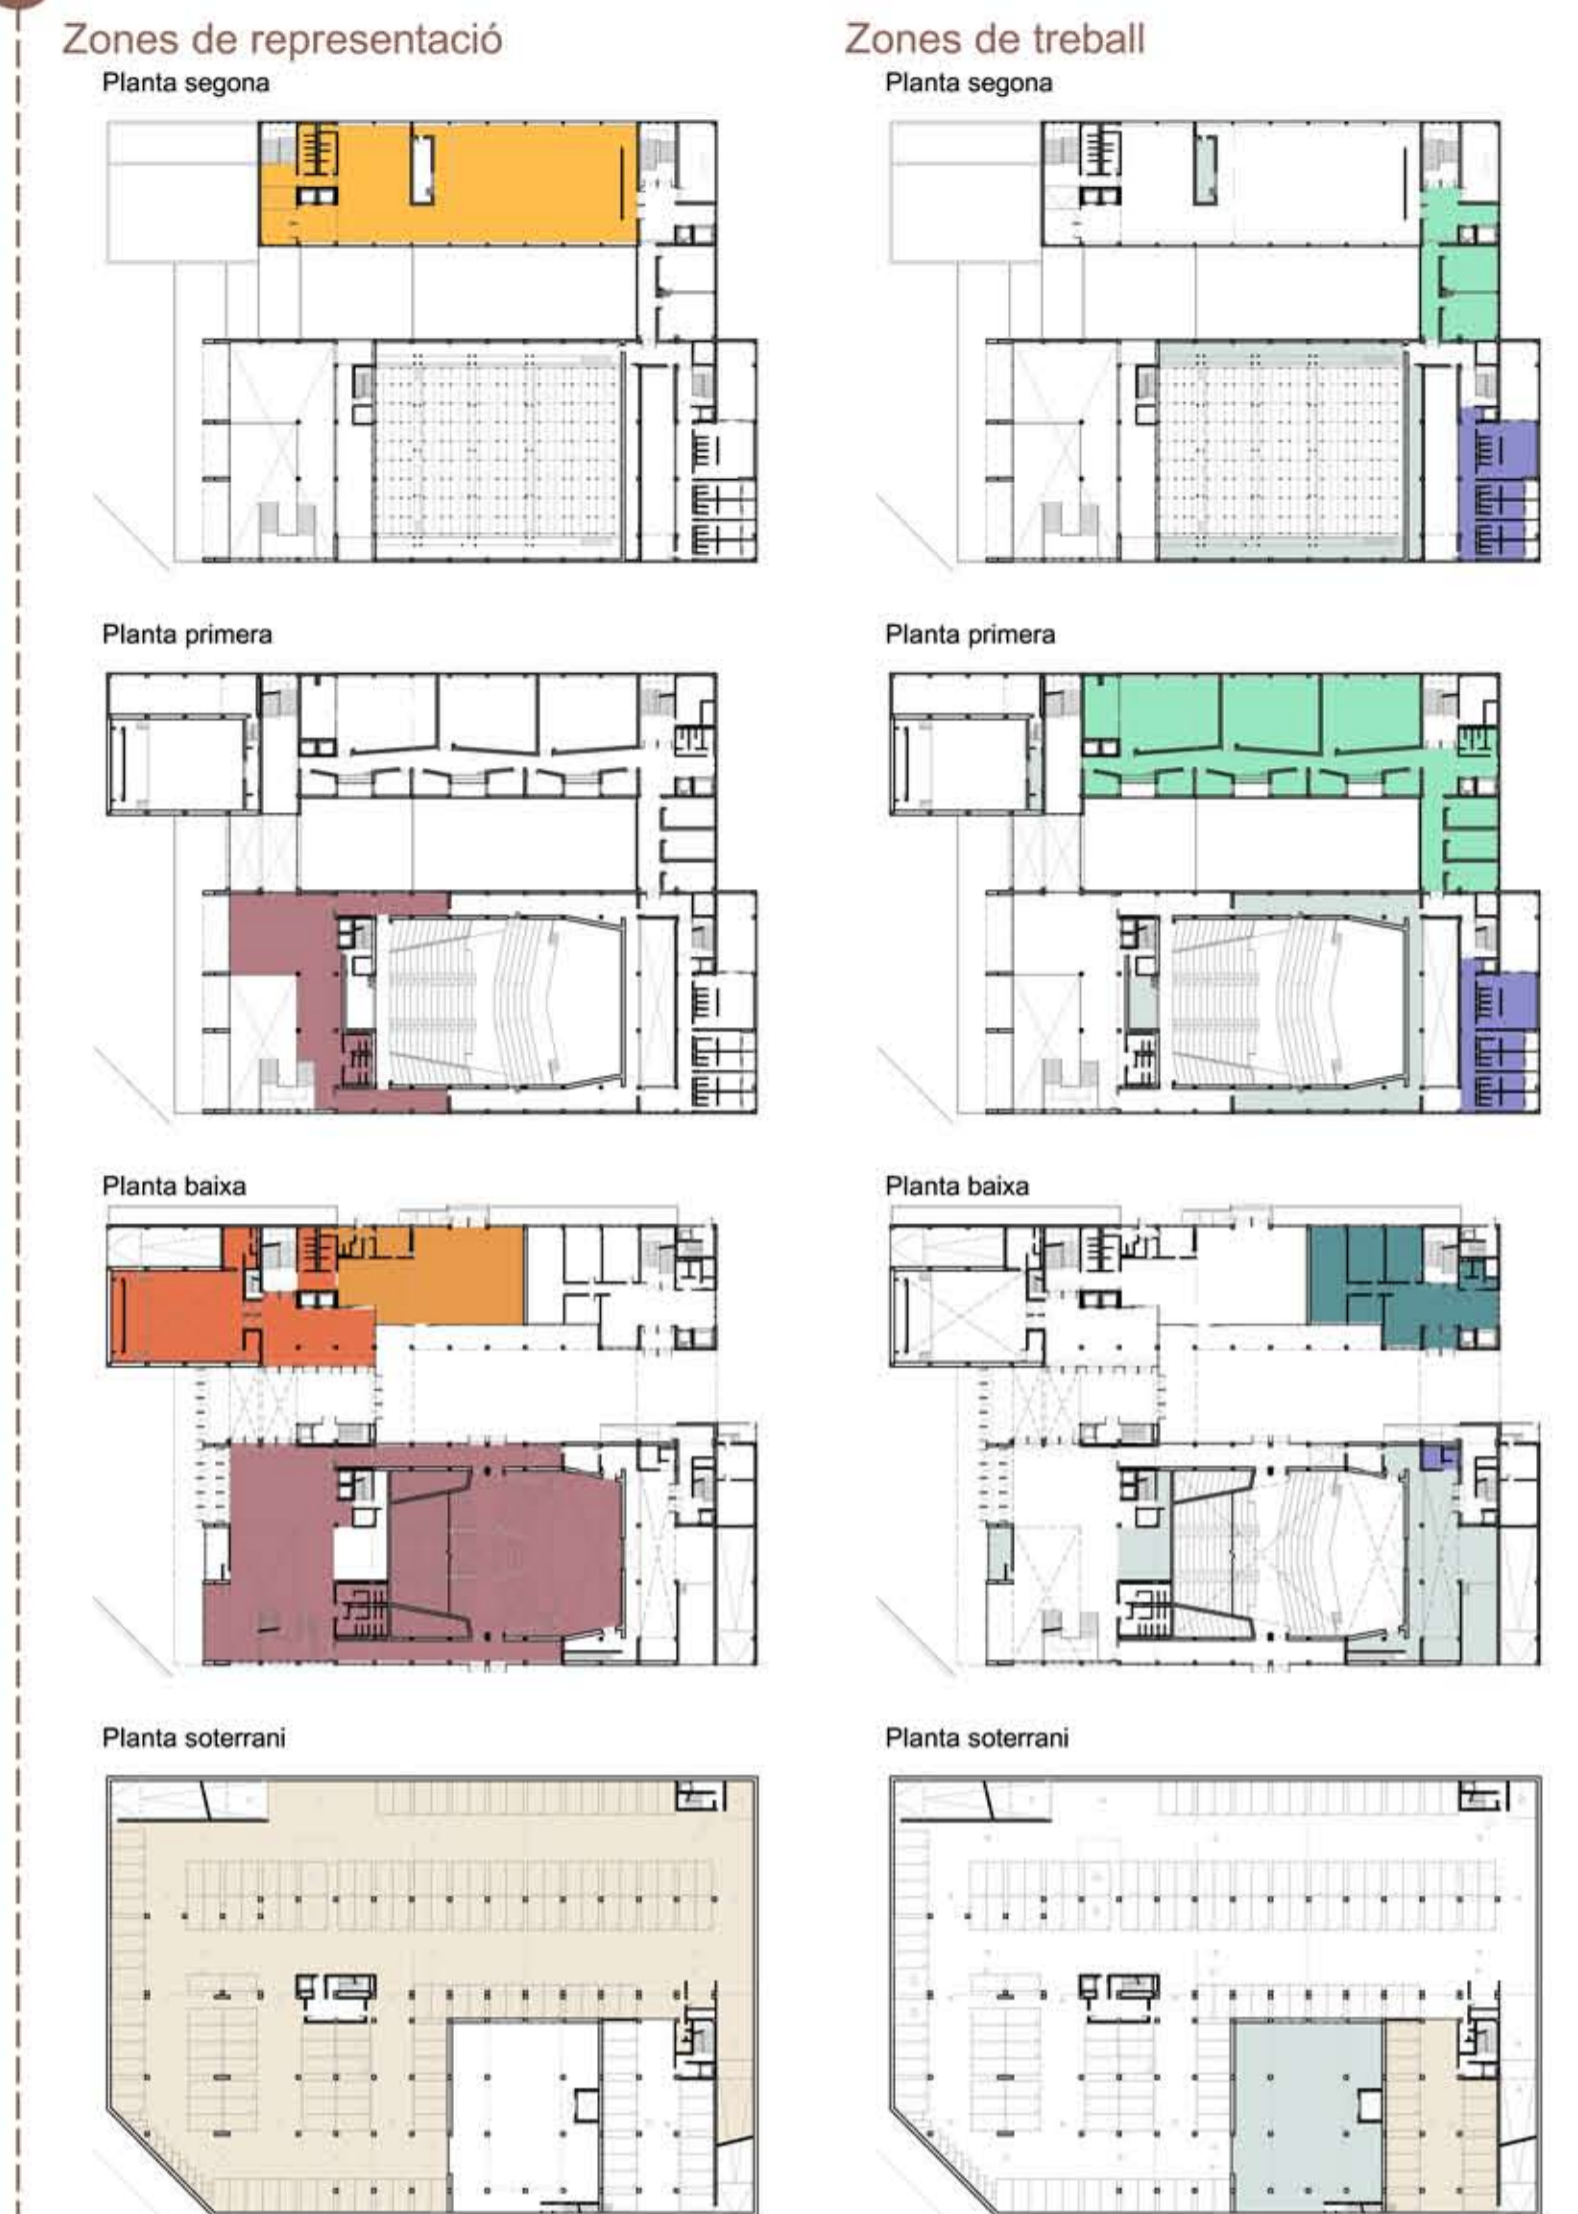 Zones de representació
Zones de treball
Planta segona
Planta segona
Planta primera
Planta primera
Planta baixa
Planta baixa
Planta soterrani
Planta soterrani